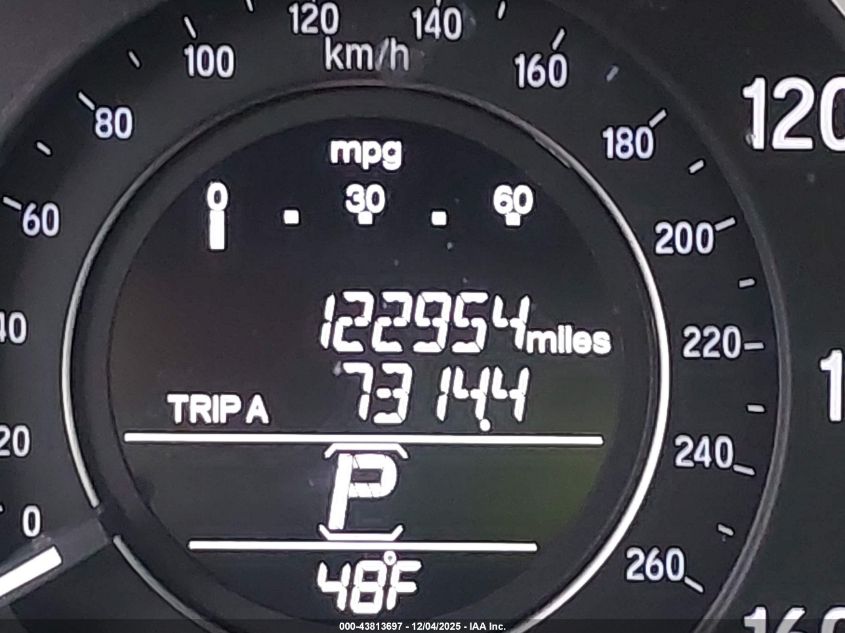 120 140
100 km/h 160
80 mpg 180 120
0 30 60
60 200
122954 miles
40 220
TRIP A 7314.4
20 240
P
0
260
48°F
000-43813697 - 12/04/2025 - IAA Inc.